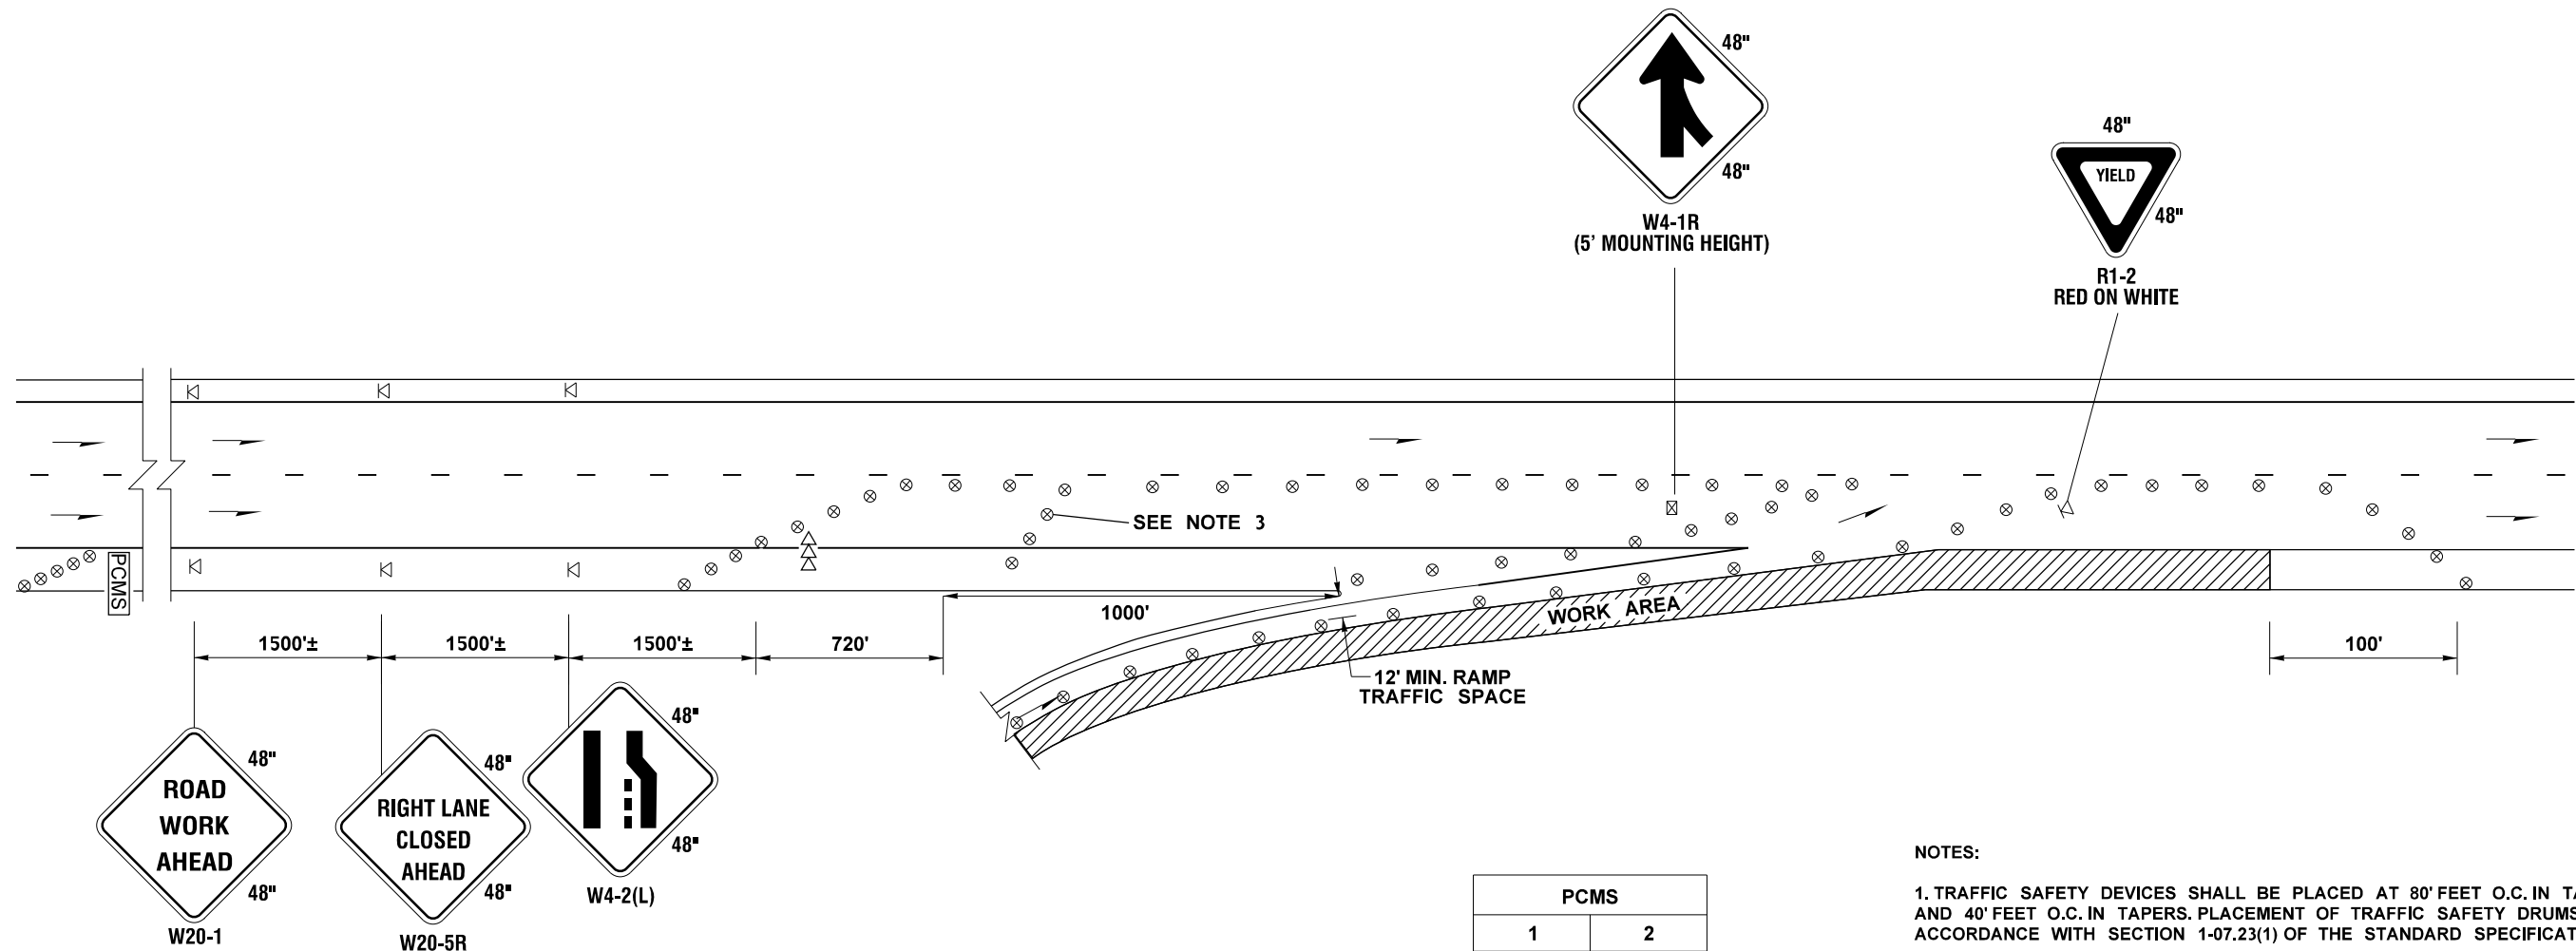 48"
48"
W4-1R
(5' MOUNTING HEIGHT)
48"
YIELD
48"
R1-2
RED ON WHITE
SEE NOTE 3
PCMS
1000'
1500'±
1500'±
1500'±
720'
WORK AREA
100'
12' MIN. RAMP
TRAFFIC SPACE
ROAD
WORK
AHEAD
48"
48"
W20-1
RIGHT LANE
CLOSED
AHEAD
48"
48"
W20-5R
48"
48"
W4-2(L)
PCMS
1 2
NOTES:
1. TRAFFIC SAFETY DEVICES SHALL BE PLACED AT 80' FEET O.C. IN
AND 40' FEET O.C. IN TAPERS. PLACEMENT OF TRAFFIC SAFETY DRUMS
ACCORDANCE WITH SECTION 1-07.23(1) OF THE STANDARD